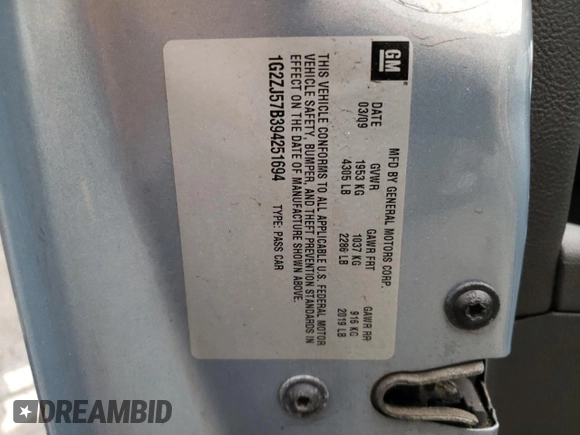 GM
MFD BY GENERAL MOTORS CORP.
DATE GVWR GAWR FRT GAWR RR
03/09 1953 KG 1037 KG 916 KG
4305 LB 2286 LB 2019 LB
THIS VEHICLE CONFORMS TO ALL APPLICABLE U.S. FEDERAL MOTOR
VEHICLE SAFETY, BUMPER, AND THEFT PREVENTION STANDARDS IN
EFFECT ON THE DATE OF MANUFACTURE SHOWN ABOVE.
1G2ZJ57B394251694 TYPE: PASS CAR
DREAMBID